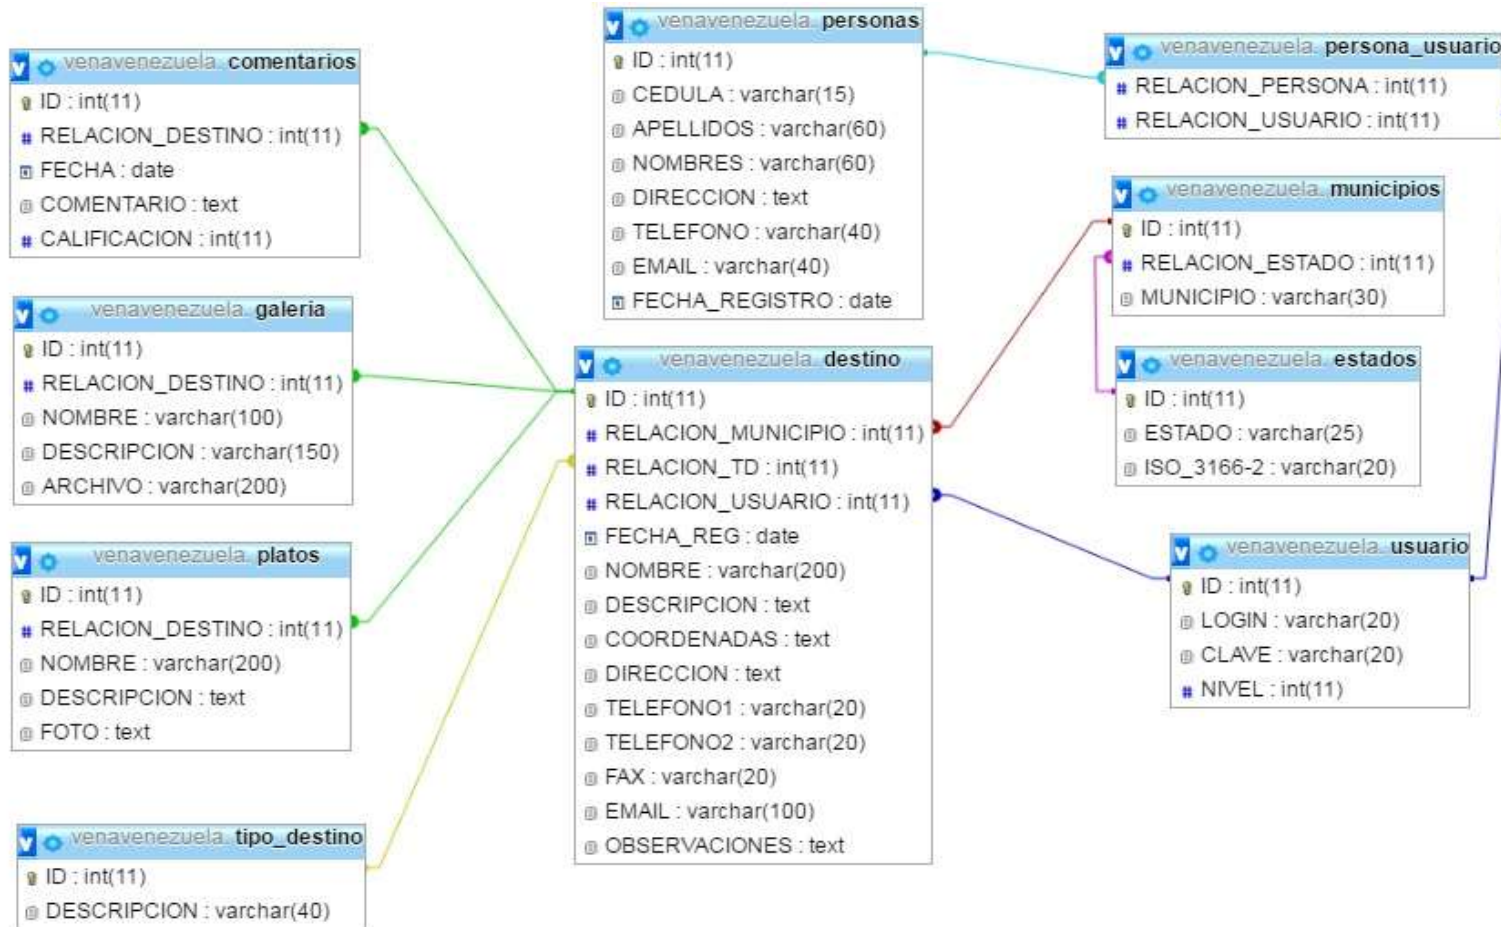 venavenezuela. comentarios
ID : int(11)
RELACION_DESTINO : int(11)
FECHA : date
COMENTARIO : text
CALIFICACION : int(11)
venavenezuela. galeria
ID : int(11)
RELACION_DESTINO : int(11)
NOMBRE : varchar(100)
DESCRIPCION : varchar(150)
ARCHIVO : varchar(200)
venavenezuela. platos
ID : int(11)
RELACION_DESTINO : int(11)
NOMBRE : varchar(200)
DESCRIPCION : text
FOTO : text
venavenezuela. tipo_destino
ID : int(11)
DESCRIPCION : varchar(40)
venavenezuela. personas
ID : int(11)
CEDULA : varchar(15)
APELLIDOS : varchar(60)
NOMBRES : varchar(60)
DIRECCION : text
TELEFONO : varchar(40)
EMAIL : varchar(40)
FECHA_REGISTRO : date
venavenezuela. destino
ID : int(11)
RELACION_MUNICIPIO : int(11)
RELACION_TD : int(11)
RELACION_USUARIO : int(11)
FECHA_REG : date
NOMBRE : varchar(200)
DESCRIPCION : text
COORDENADAS : text
DIRECCION : text
TELEFONO1 : varchar(20)
TELEFONO2 : varchar(20)
FAX : varchar(20)
EMAIL : varchar(100)
OBSERVACIONES : text
venavenezuela. persona_usuario
RELACION_PERSONA : int(11)
RELACION_USUARIO : int(11)
venavenezuela. municipios
ID : int(11)
RELACION_ESTADO : int(11)
MUNICIPIO : varchar(30)
venavenezuela. estados
ID : int(11)
ESTADO : varchar(25)
ISO_3166-2 : varchar(20)
venavenezuela. usuario
ID : int(11)
LOGIN : varchar(20)
CLAVE : varchar(20)
NIVEL : int(11)